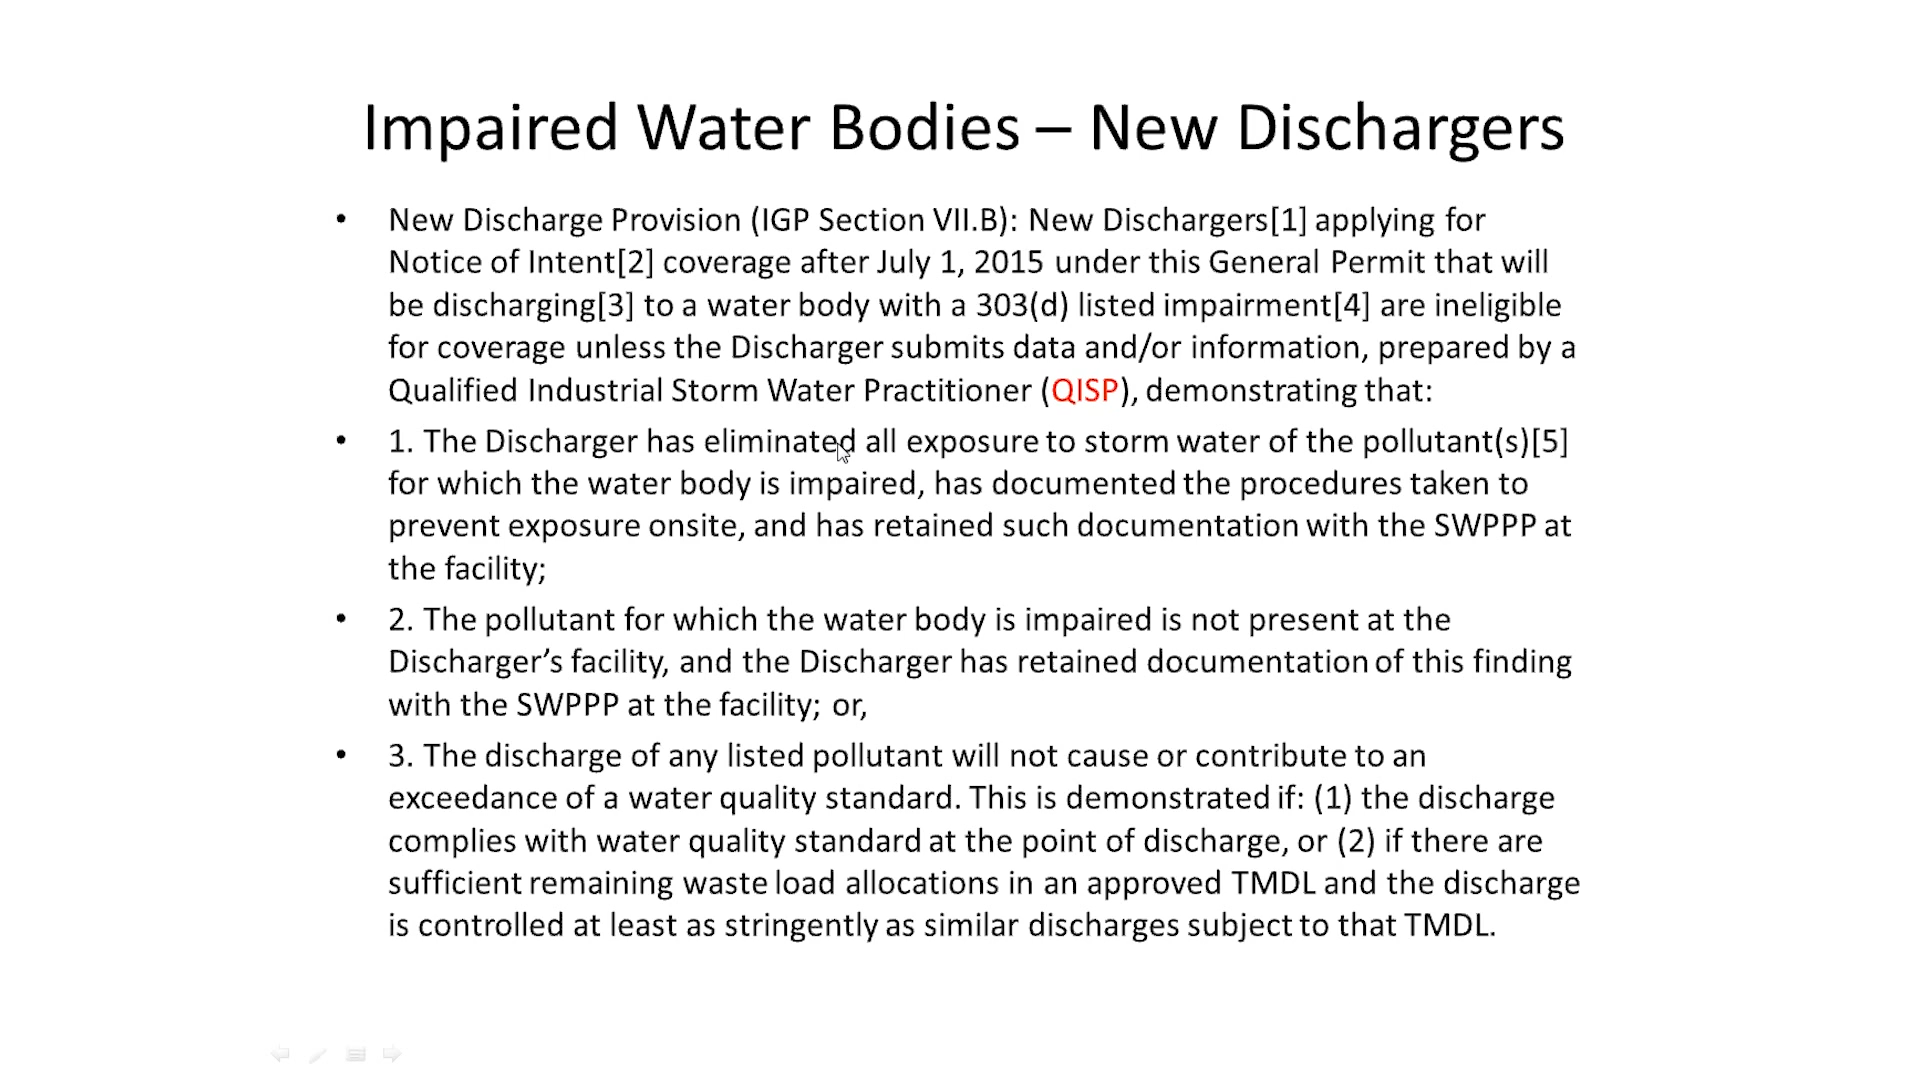 Impaired Water Bodies – New Dischargers
• New Discharge Provision (IGP Section VII.B): New Dischargers[1] applying for
Notice of Intent[2] coverage after July 1, 2015 under this General Permit that will
be discharging[3] to a water body with a 303(d) listed impairment[4] are ineligible
for coverage unless the Discharger submits data and/or information, prepared by a
Qualified Industrial Storm Water Practitioner (QISP), demonstrating that:
• 1. The Discharger has eliminated all exposure to storm water of the pollutant(s)[5]
for which the water body is impaired, has documented the procedures taken to
prevent exposure onsite, and has retained such documentation with the SWPPP at
the facility;
• 2. The pollutant for which the water body is impaired is not present at the
Discharger’s facility, and the Discharger has retained documentation of this finding
with the SWPPP at the facility; or,
• 3. The discharge of any listed pollutant will not cause or contribute to an
exceedance of a water quality standard. This is demonstrated if: (1) the discharge
complies with water quality standard at the point of discharge, or (2) if there are
sufficient remaining waste load allocations in an approved TMDL and the discharge
is controlled at least as stringently as similar discharges subject to that TMDL.